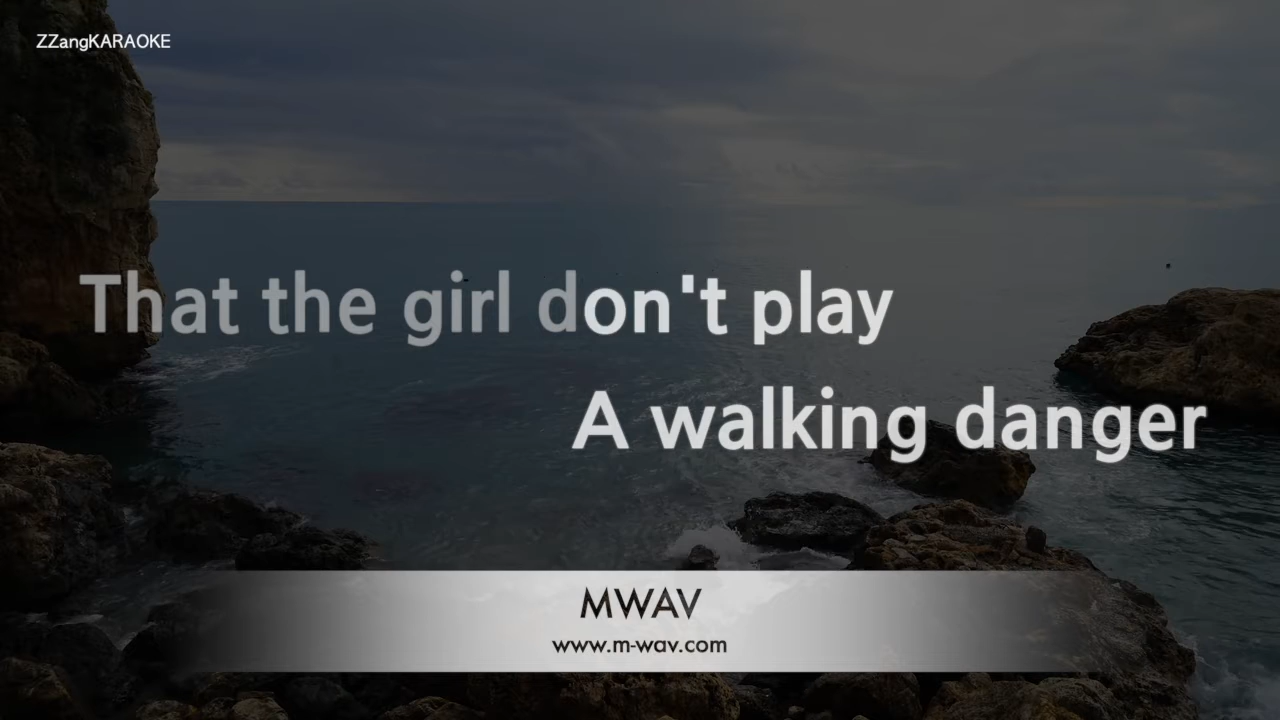 ZZangKARAOKE
That the girl don't play
A walking danger
MWAV
www.m-wav.com